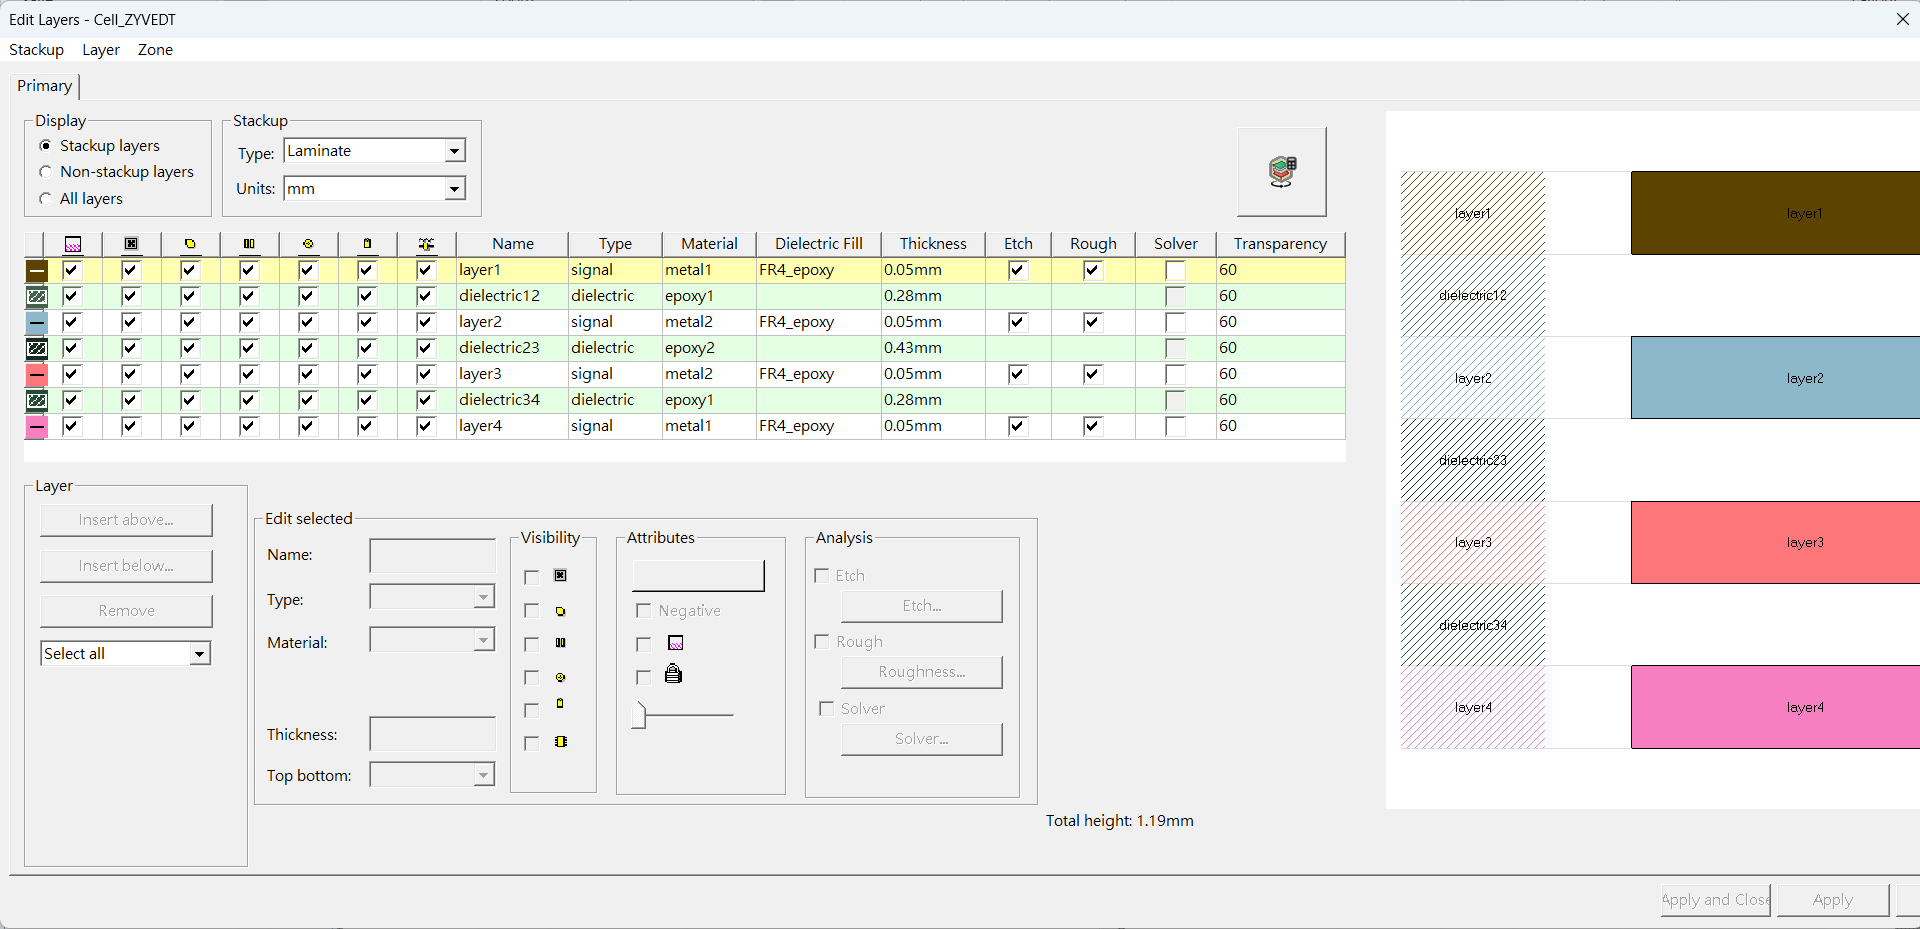 Edit Layers - Cell_ZYVEDT
Stackup Layer Zone
Primary
Display
Stackup layers
Non-stackup layers
All layers
Stackup
Type: Laminate
Units: mm
Name Type Material Dielectric Fill Thickness Etch Rough Solver Transparency
layer1 signal metal1 FR4_epoxy 0.05mm 60
dielectric12 dielectric epoxy1 0.28mm 60
layer2 signal metal2 FR4_epoxy 0.05mm 60
dielectric23 dielectric epoxy2 0.43mm 60
layer3 signal metal2 FR4_epoxy 0.05mm 60
dielectric34 dielectric epoxy1 0.28mm 60
layer4 signal metal1 FR4_epoxy 0.05mm 60
Layer
Insert above...
Insert below...
Remove
Select all
Edit selected
Name:
Type:
Material:
Thickness:
Top bottom:
Visibility
Attributes
Negative
Analysis
Etch
Etch...
Rough
Roughness...
Solver
Solver...
Total height: 1.19mm
layer1 layer1
dielectric12
layer2 layer2
dielectric23
layer3 layer3
dielectric34
layer4 layer4
Apply and Close Apply